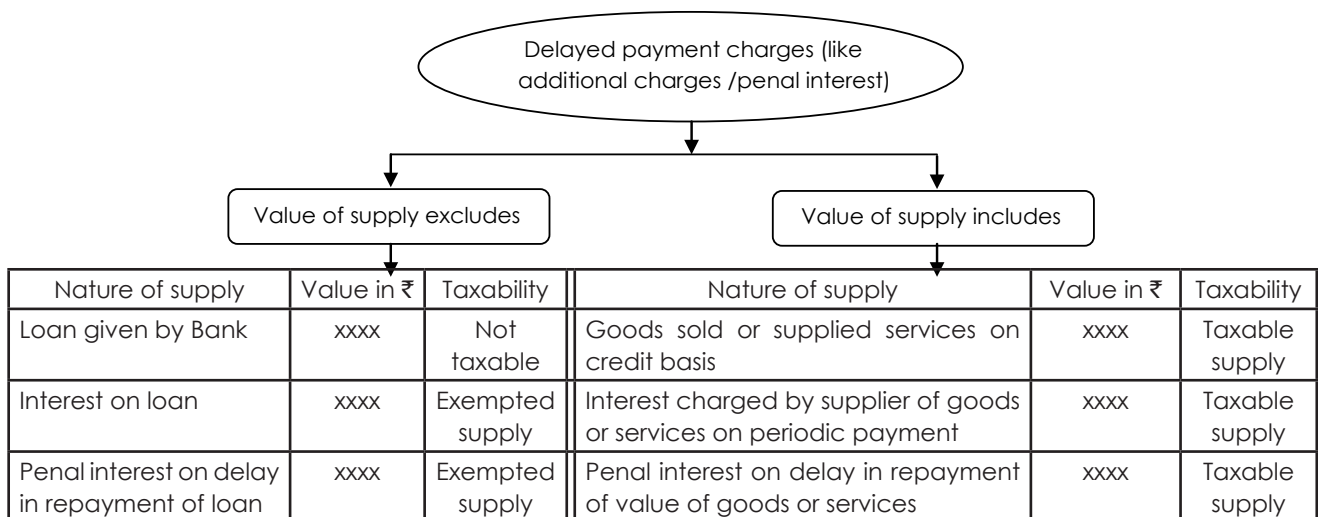 Delayed payment charges (like
additional charges /penal interest)
Value of supply excludes
Value of supply includes
Nature of supply Value in ₹ Taxability Nature of supply Value in ₹ Taxability
Loan given by Bank xxxx Not taxable Goods sold or supplied services on credit basis xxxx Taxable supply
Interest on loan xxxx Exempted supply Interest charged by supplier of goods or services on periodic payment xxxx Taxable supply
Penal interest on delay in repayment of loan xxxx Exempted supply Penal interest on delay in repayment of value of goods or services xxxx Taxable supply